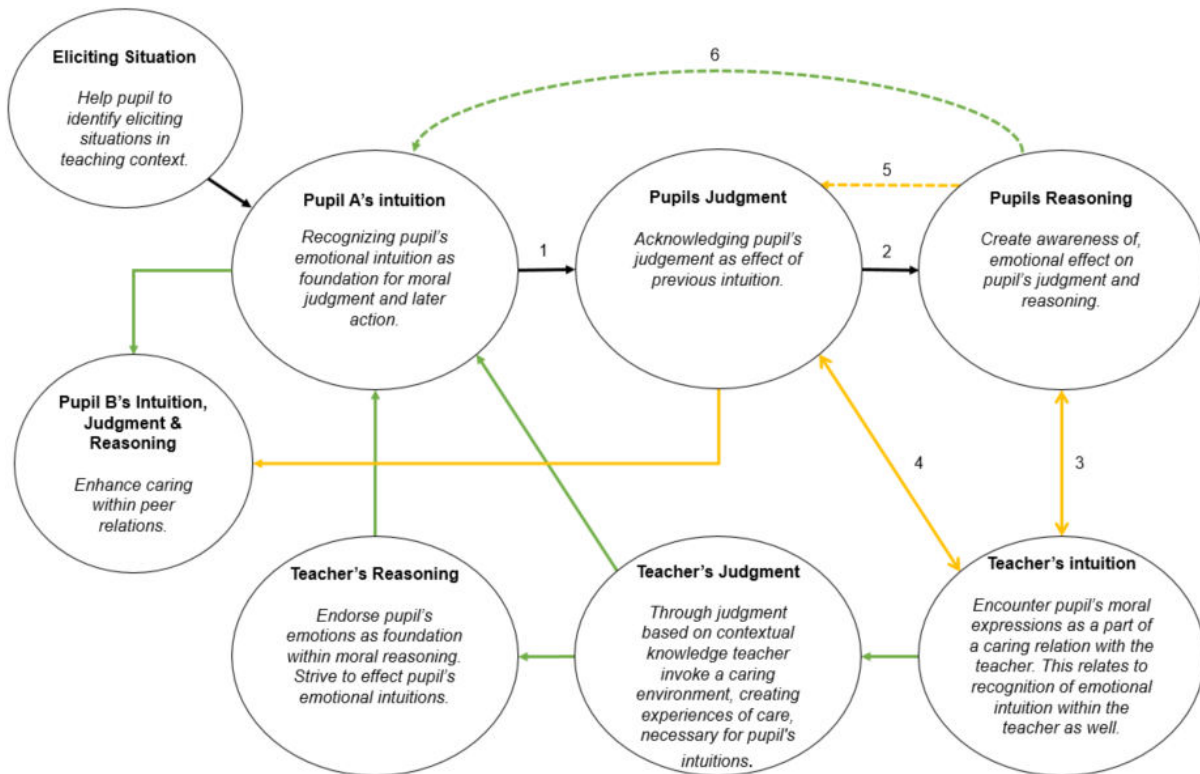 Eliciting Situation
Help pupil to
identify eliciting
situations in
teaching context.
6
Pupil A's intuition
Recognizing pupil's
emotional intuition as
foundation for moral
judgment and later
action.
1
Pupils Judgment
Acknowledging pupil's
judgement as effect of
previous intuition.
5
2
Pupils Reasoning
Create awareness of,
emotional effect on
pupil's judgment and
reasoning.
Pupil B's Intuition,
Judgment &
Reasoning
Enhance caring
within peer
relations.
4
3
Teacher's Reasoning
Endorse pupil's
emotions as foundation
within moral reasoning.
Strive to effect pupil's
emotional intuitions.
Teacher's Judgment
Through judgment
based on contextual
knowledge teacher
invoke a caring
environment, creating
experiences of care,
necessary for pupil's
intuitions.
Teacher's intuition
Encounter pupil's moral
expressions as a part of
a caring relation with the
teacher. This relates to
recognition of emotional
intuition within the
teacher as well.